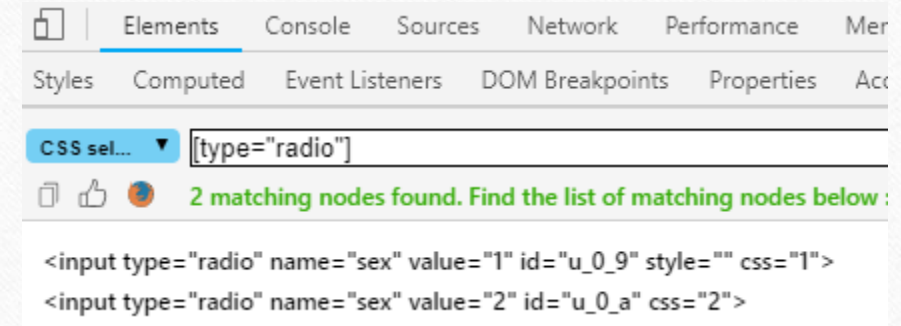 Elements Console Sources Network Performance Mer
Styles Computed Event Listeners DOM Breakpoints Properties Acc
CSS sel... ▼ [type="radio"]
2 matching nodes found. Find the list of matching nodes below :
<input type="radio" name="sex" value="1" id="u_0_9" style="" css="1">
<input type="radio" name="sex" value="2" id="u_0_a" css="2">